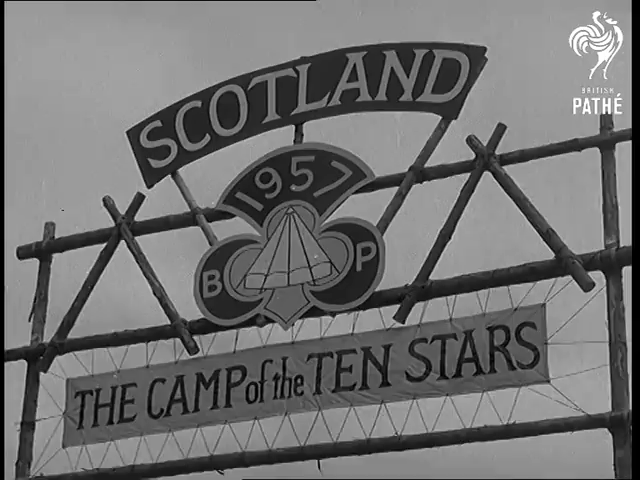 BRITISH
PATHÉ
SCOTLAND
1957
B P
THE CAMP of the TEN STARS